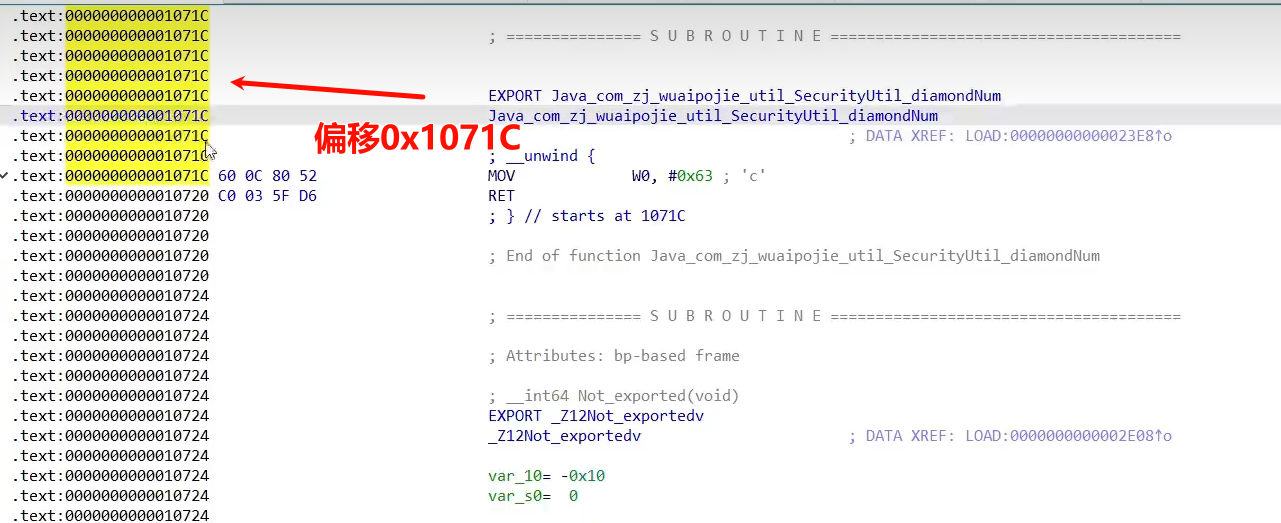 .text:000000000001071C
.text:000000000001071C ; =============== S U B R O U T I N E =======================================
.text:000000000001071C
.text:000000000001071C
.text:000000000001071C EXPORT Java_com_zj_wuaipojie_util_SecurityUtil_diamondNum
.text:000000000001071C Java_com_zj_wuaipojie_util_SecurityUtil_diamondNum
偏移0x1071C
.text:000000000001071C ; DATA XREF: LOAD:00000000000023E8↑o
.text:000000000001071C ; __unwind {
.text:000000000001071C 60 0C 80 52 MOV W0, #0x63 ; 'c'
.text:0000000000010720 C0 03 5F D6 RET
.text:0000000000010720 ; } // starts at 1071C
.text:0000000000010720
.text:0000000000010720 ; End of function Java_com_zj_wuaipojie_util_SecurityUtil_diamondNum
.text:0000000000010720
.text:0000000000010724
.text:0000000000010724 ; =============== S U B R O U T I N E =======================================
.text:0000000000010724
.text:0000000000010724 ; Attributes: bp-based frame
.text:0000000000010724
.text:0000000000010724 ; __int64 Not_exported(void)
.text:0000000000010724 EXPORT _Z12Not_exportedv
.text:0000000000010724 _Z12Not_exportedv ; DATA XREF: LOAD:0000000000002E08↑o
.text:0000000000010724
.text:0000000000010724 var_10= -0x10
.text:0000000000010724 var_s0= 0
.text:0000000000010724